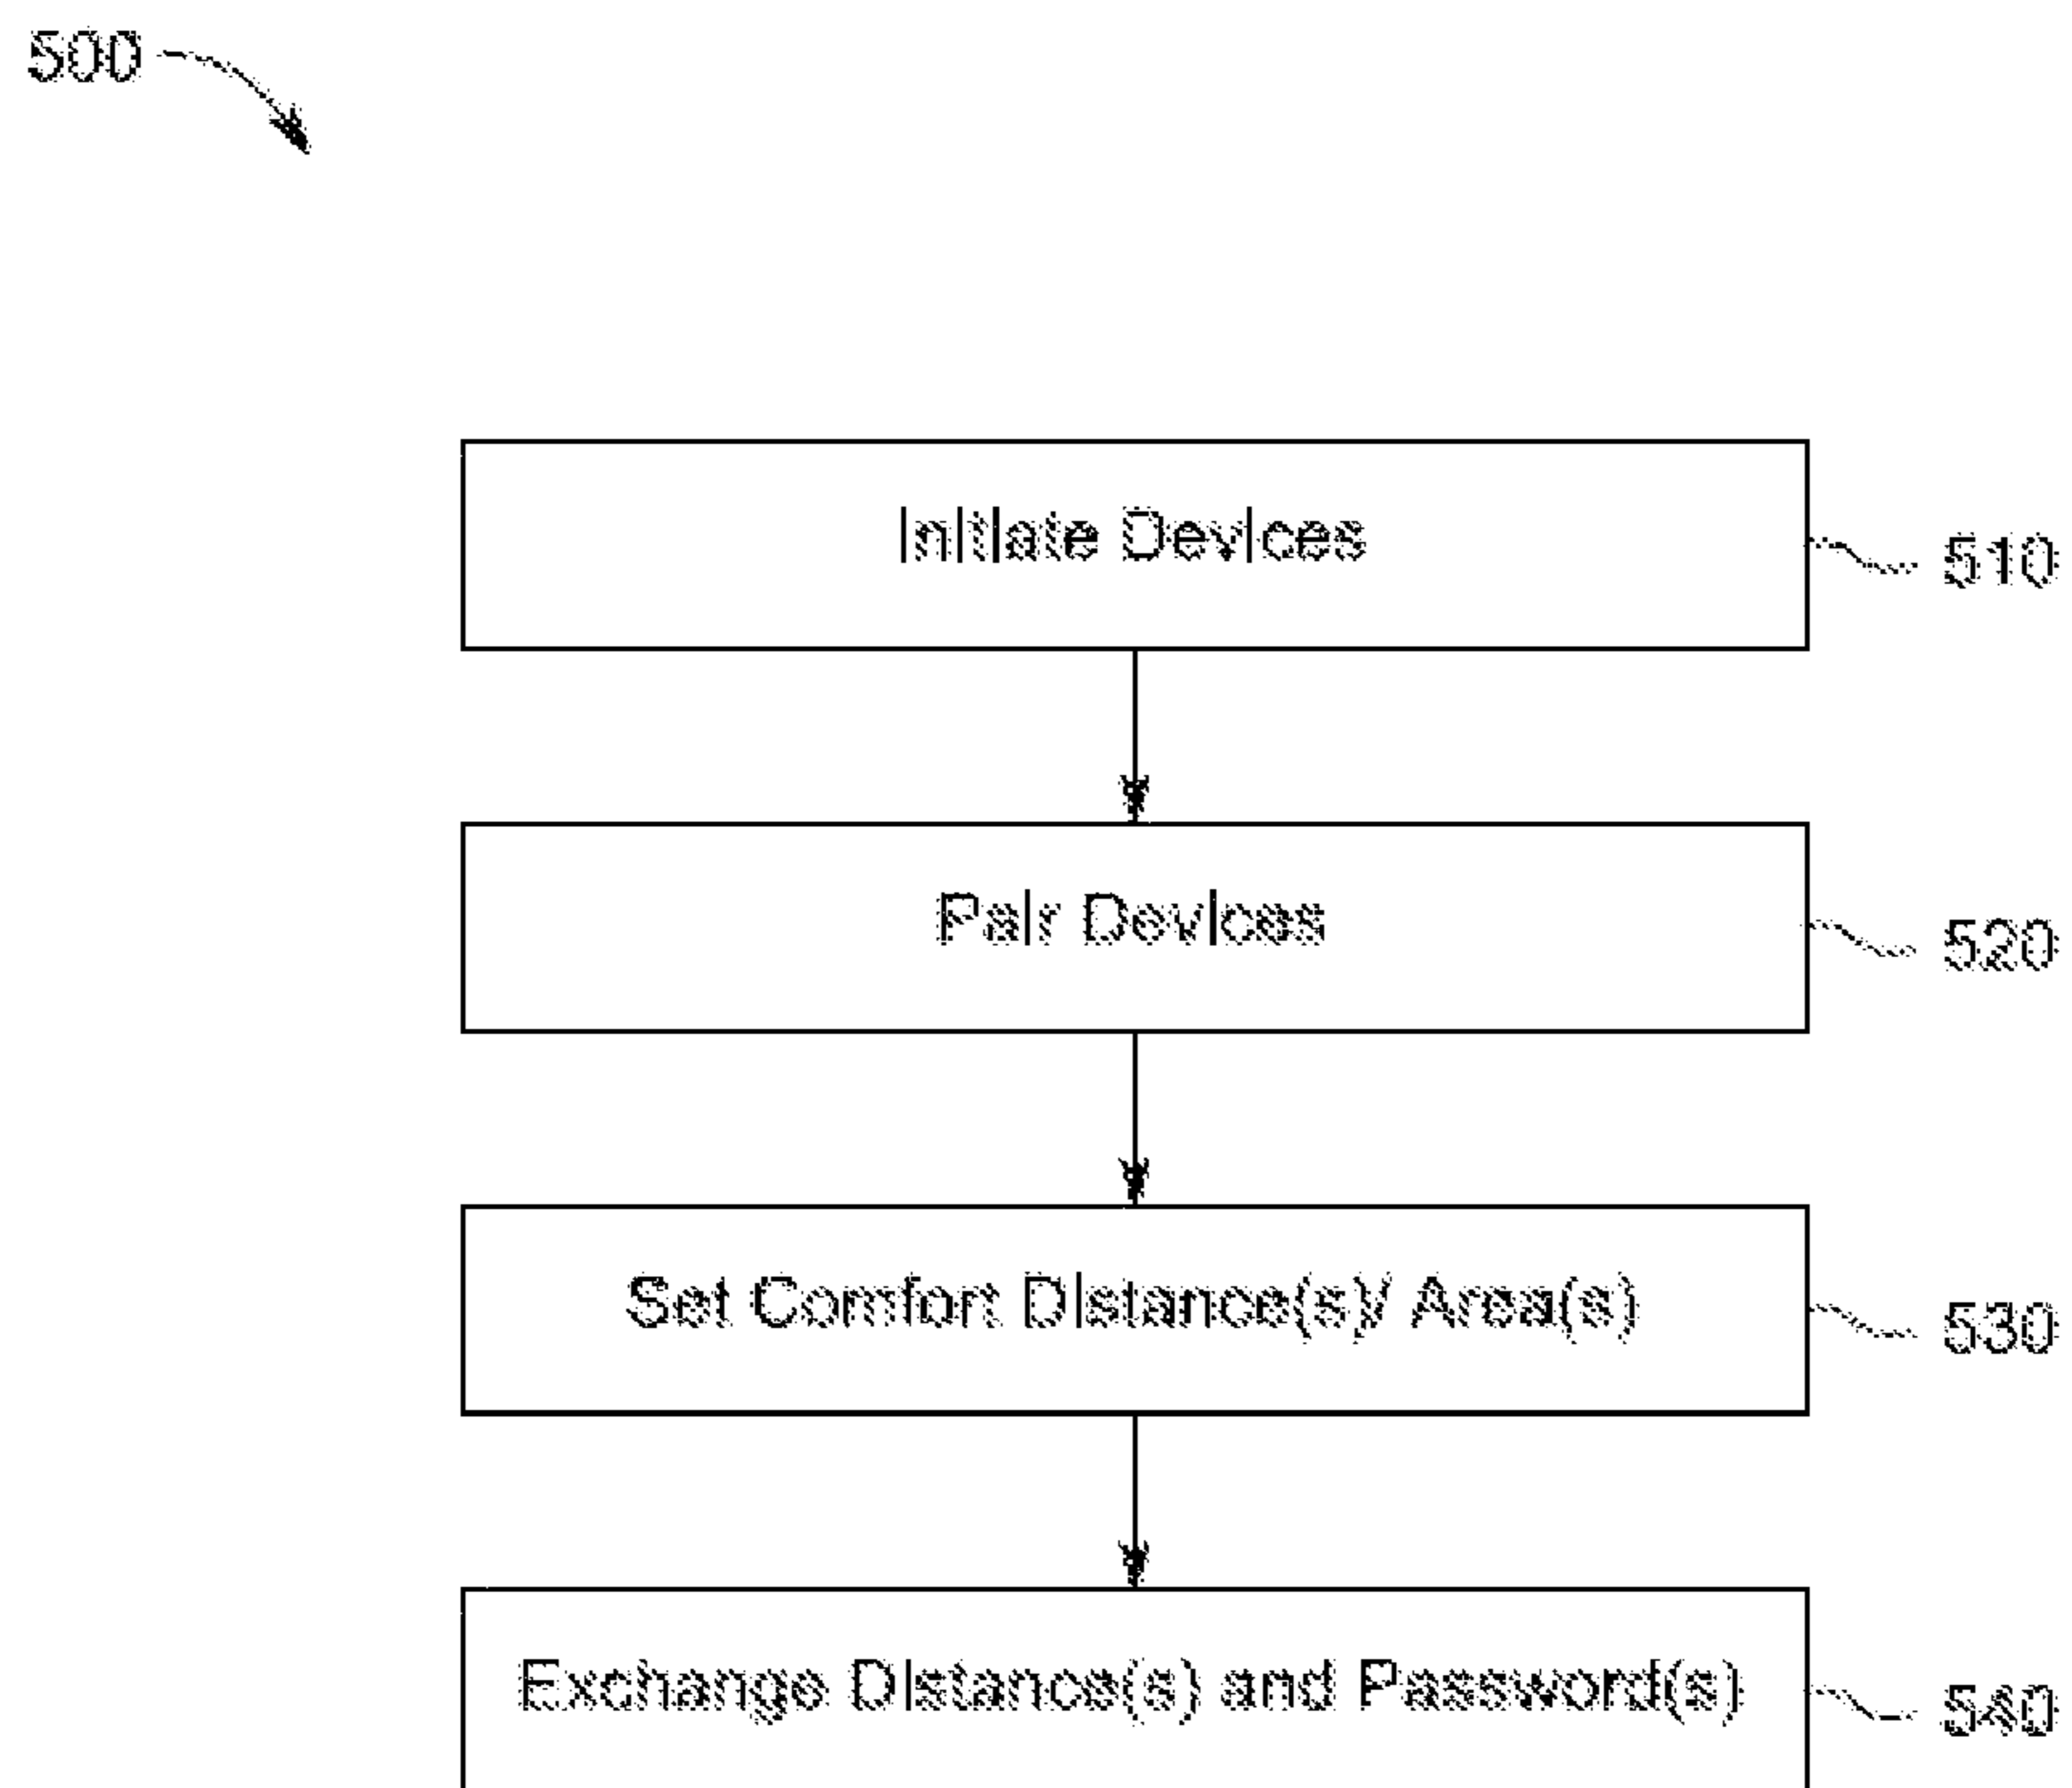 500
Initiate Devices
510
Pair Devices
520
Set Comfort Distance(s)/ Area(s)
530
Exchange Distance(s) and Password(s)
540